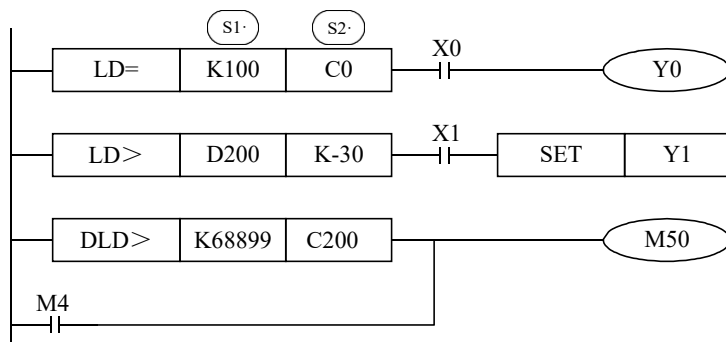 S1· S2·
LD= K100 C0 X0 Y0
LD＞ D200 K-30 X1 SET Y1
DLD＞ K68899 C200 M50
M4